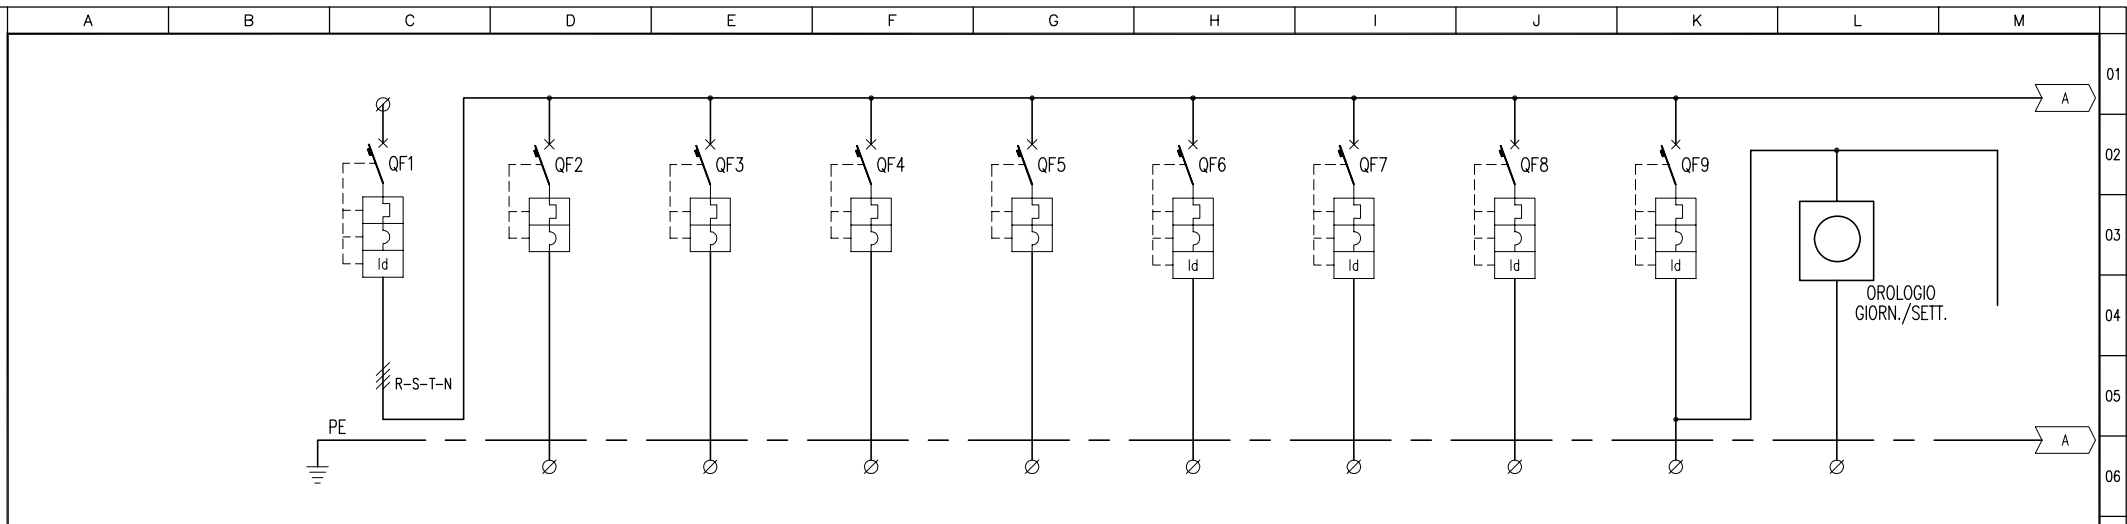 A B C D E F G H I J K L M
01
A
QF1 QF2 QF3 QF4 QF5 QF6 QF7 QF8 QF9
02
03
Id Id Id Id Id
OROLOGIO
GIORN./SETT.
04
R-S-T-N
05
PE
A
06